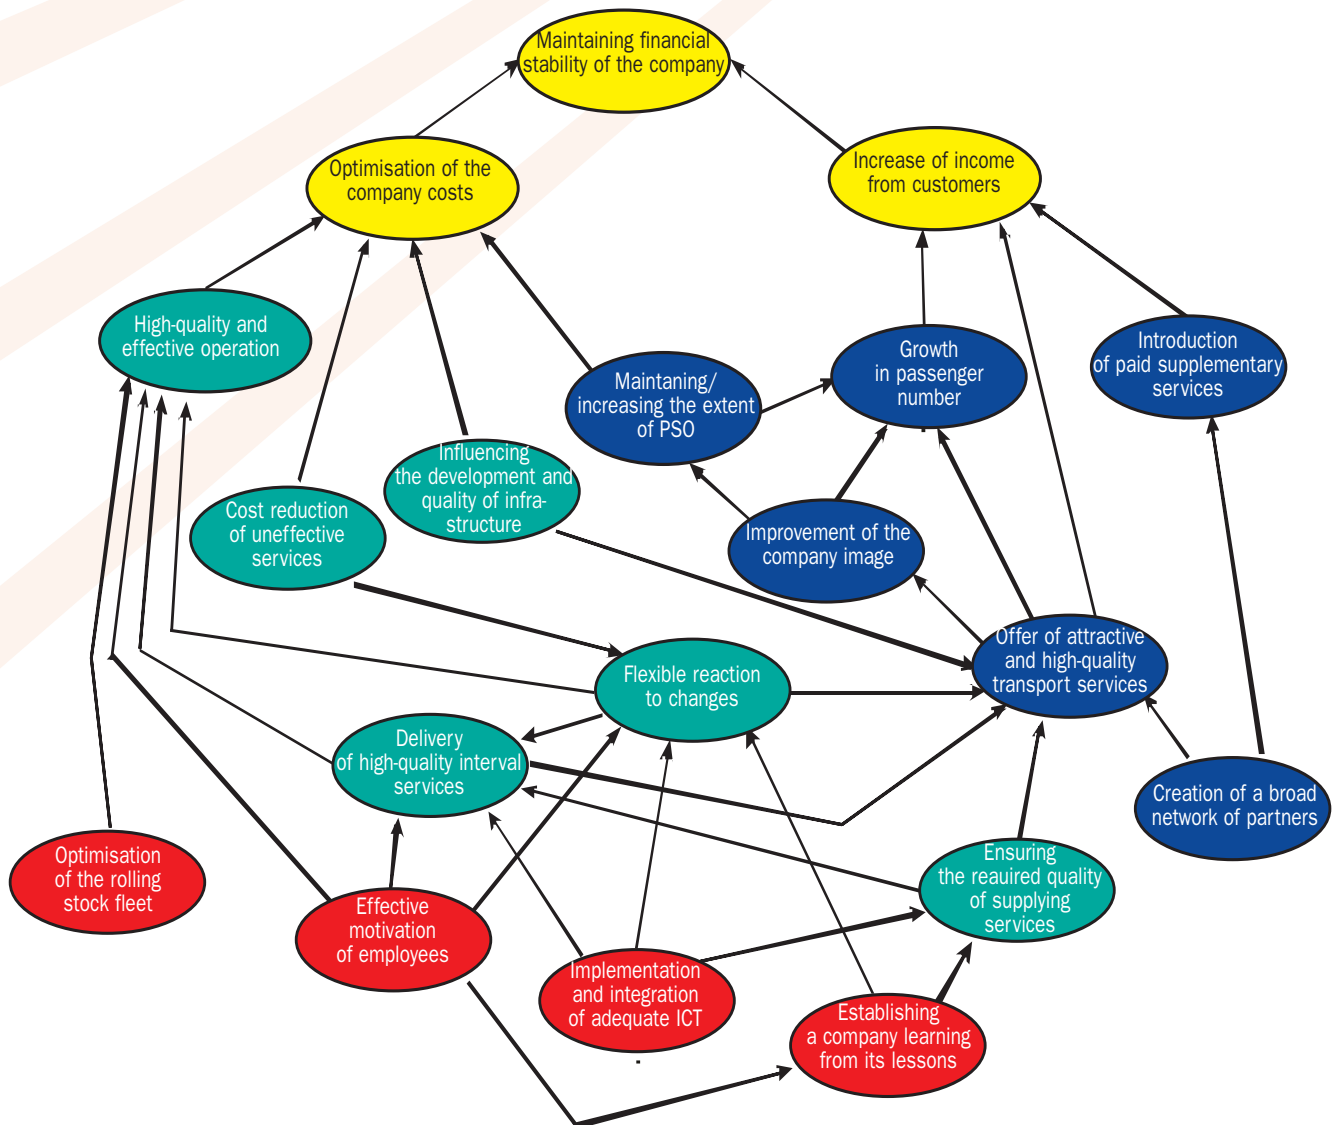 Maintaining financial
stability of the company
Optimisation of the
company costs
Increase of income
from customers
High-quality and
effective operation
Maintaning/
increasing the extent
of PSO
Growth
in passenger
number
Introduction
of paid supplementary
services
Cost reduction
of uneffective
services
Influencing
the development and
quality of infra-
structure
Improvement of the
company image
Flexible reaction
to changes
Offer of attractive
and high-quality
transport services
Delivery
of high-quality interval
services
Creation of a broad
network of partners
Optimisation
of the rolling
stock fleet
Effective
motivation
of employees
Ensuring
the reauired quality
of supplying
services
Implementation
and integration
of adequate ICT
Establishing
a company learning
from its lessons